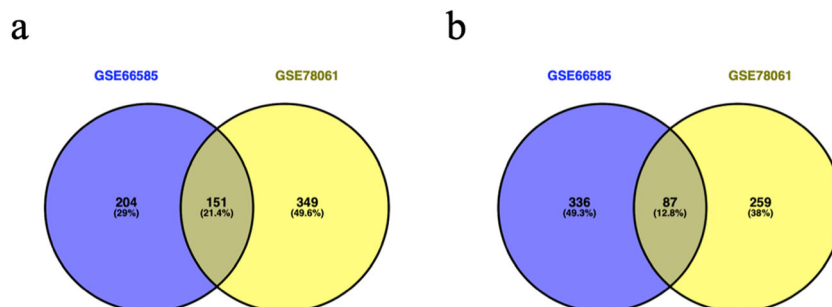 a
GSE66585 GSE78061
204 151 349
(29%) (21.4%) (49.6%)
b
GSE66585 GSE78061
336 87 259
(49.3%) (12.8%) (38%)